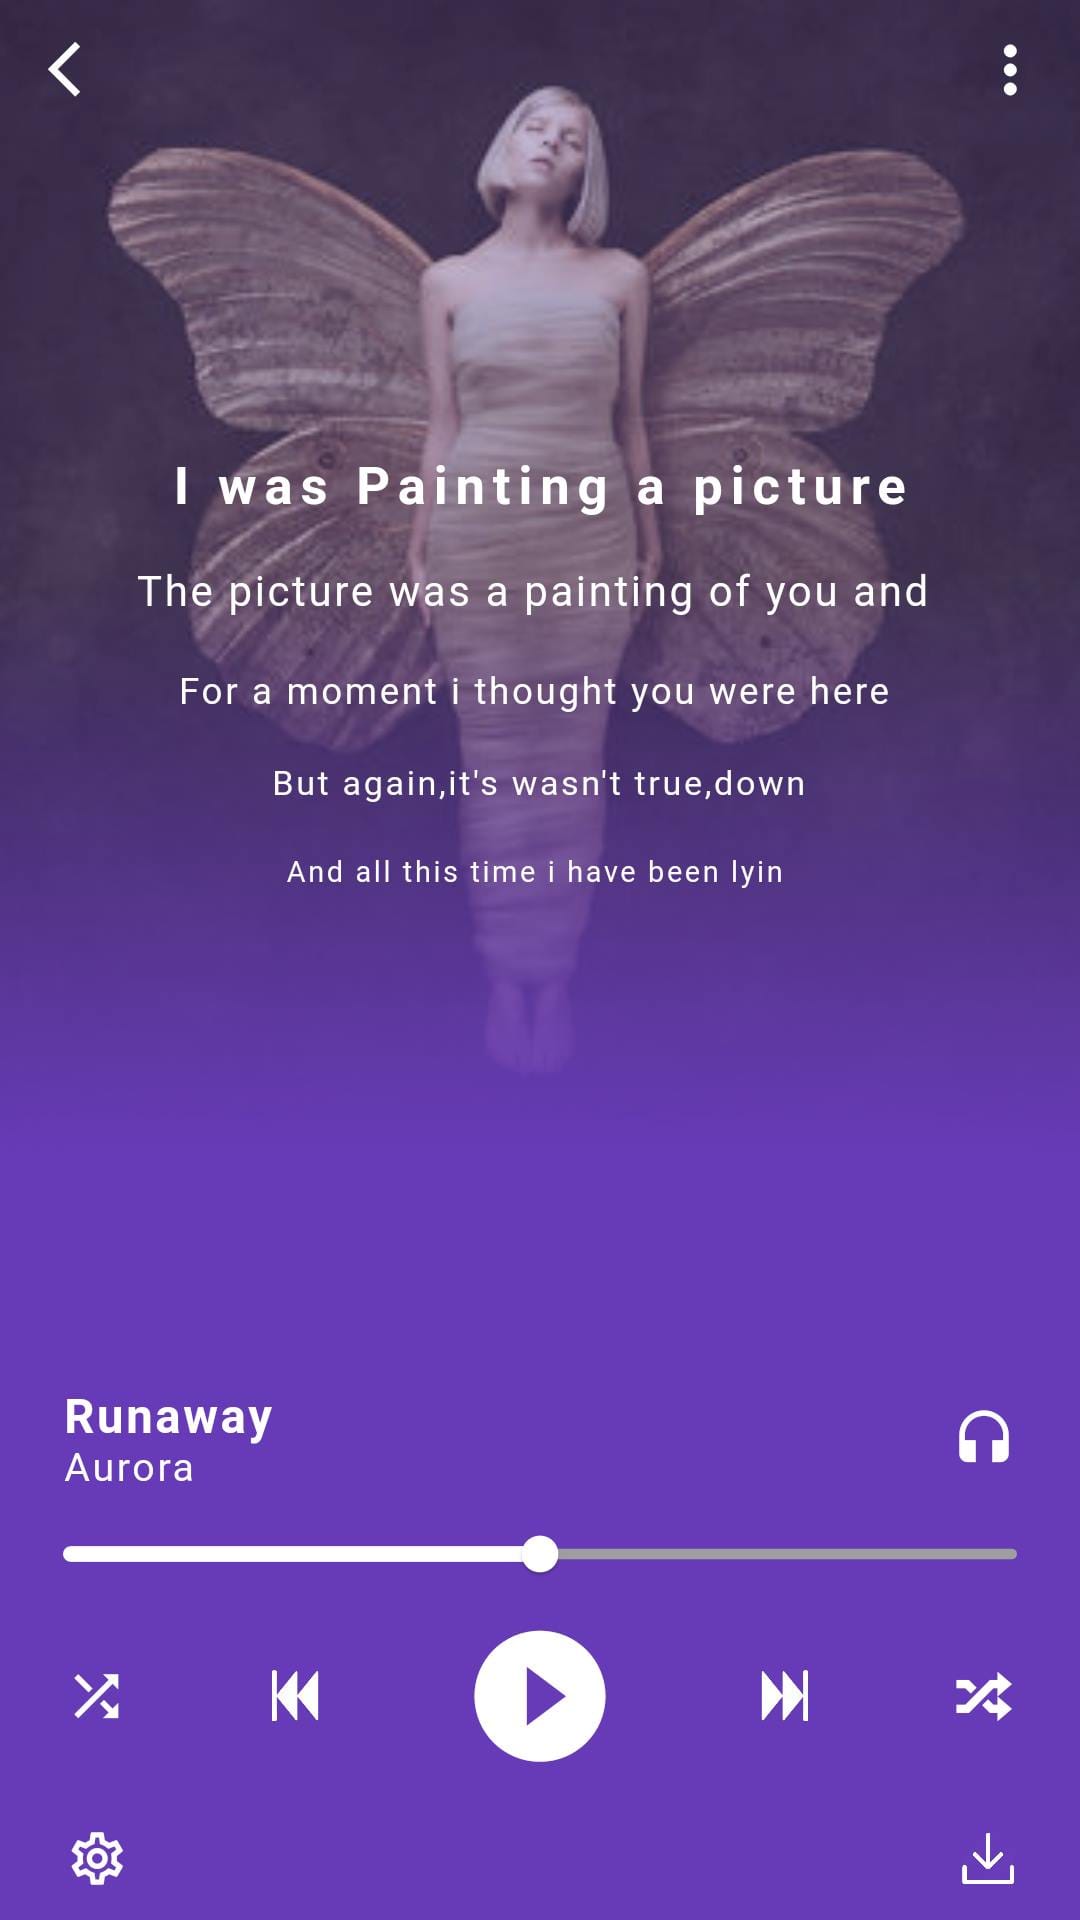 I was Painting a picture
The picture was a painting of you and
For a moment i thought you were here
But again,it's wasn't true,down
And all this time i have been lyin
Runaway
Aurora